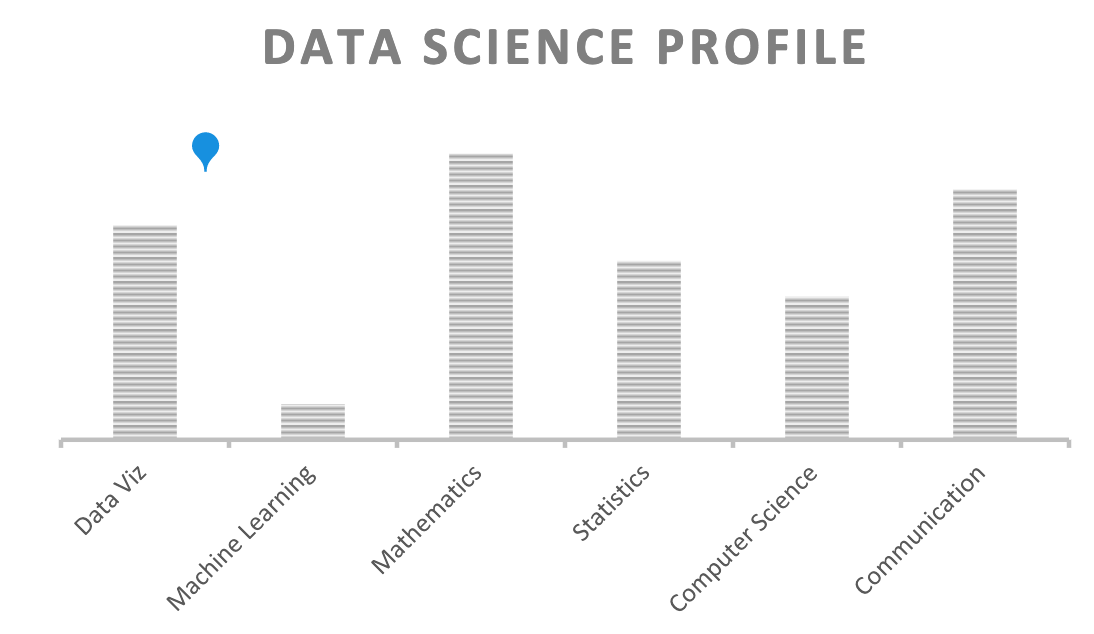 DATA SCIENCE PROFILE
Data Viz
Machine Learning
Mathematics
Statistics
Computer Science
Communication